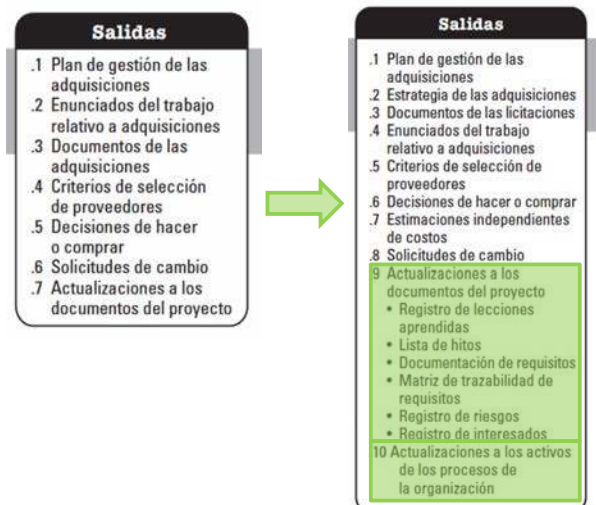 Salidas
.1 Plan de gestión de las
adquisiciones
.2 Enunciados del trabajo
relativo a adquisiciones
.3 Documentos de las
adquisiciones
.4 Criterios de selección
de proveedores
.5 Decisiones de hacer
o comprar
.6 Solicitudes de cambio
.7 Actualizaciones a los
documentos del proyecto
Salidas
.1 Plan de gestión de las
adquisiciones
.2 Estrategia de las adquisiciones
.3 Documentos de las licitaciones
.4 Enunciados del trabajo
relativo a adquisiciones
.5 Criterios de selección de
proveedores
.6 Decisiones de hacer o comprar
.7 Estimaciones independientes
de costos
.8 Solicitudes de cambio
9 Actualizaciones a los
documentos del proyecto
• Registro de lecciones
aprendidas
• Lista de hitos
• Documentación de requisitos
• Matriz de trazabilidad de
requisitos
• Registro de riesgos
• Registro de interesados
10 Actualizaciones a los activos
de los procesos de
la organización